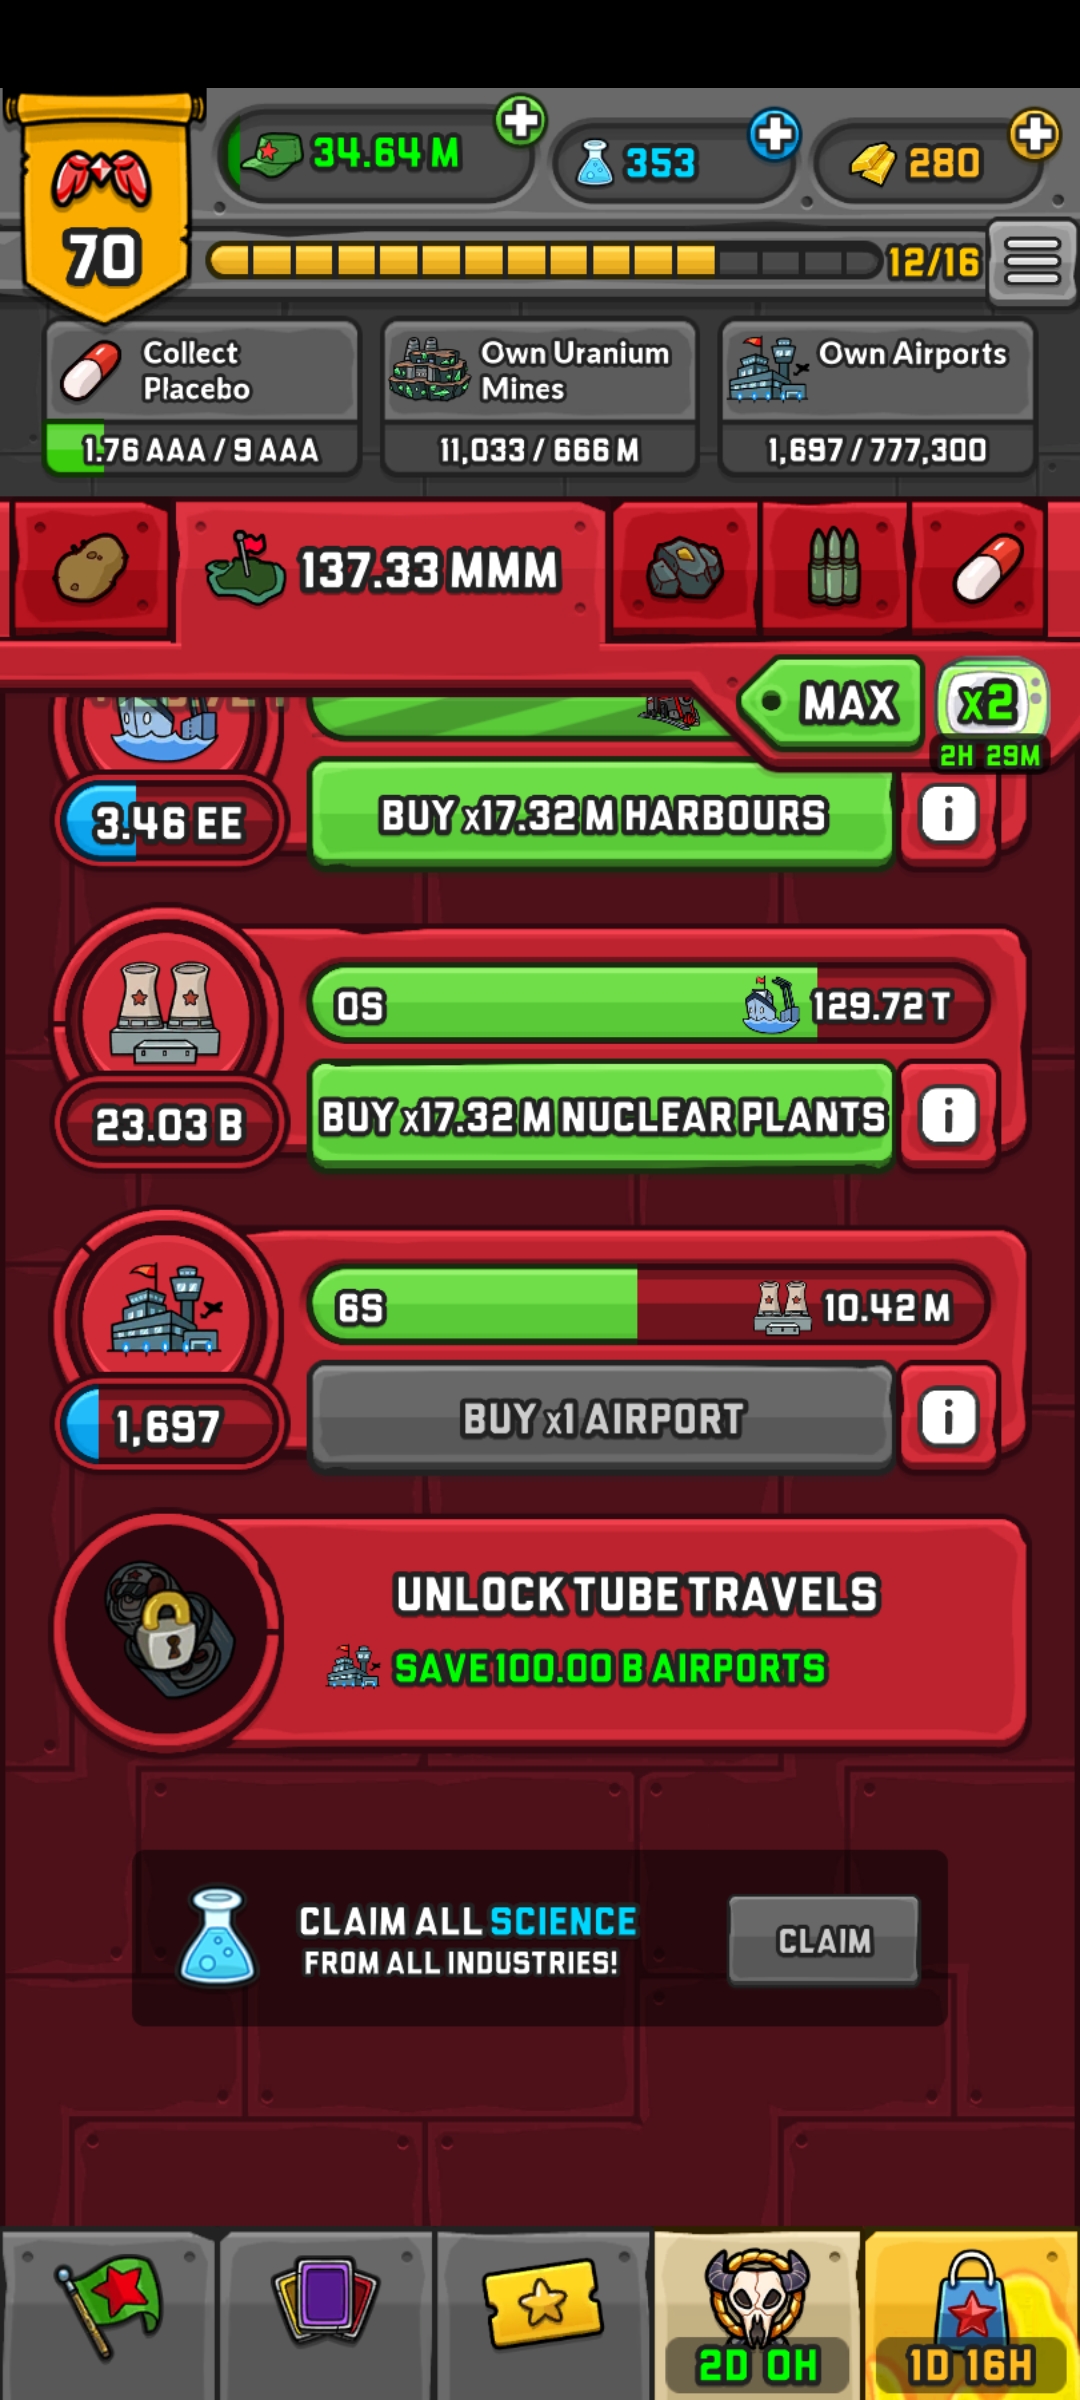 34.64 M
353
280
70
12/16
Collect
Placebo
Own Uranium
Mines
Own Airports
1.76 AAA / 9 AAA
11,033 / 666 M
1,697 / 777,300
137.33 MMM
MAX
x2
2H 29M
3.46 EE
BUY x17.32 M HARBOURS
i
0S
129.72 T
23.03 B
BUY x17.32 M NUCLEAR PLANTS
i
6S
10.42 M
1,697
BUY x1 AIRPORT
i
UNLOCK TUBE TRAVELS
SAVE 100.00 B AIRPORTS
CLAIM ALL SCIENCE
FROM ALL INDUSTRIES!
CLAIM
2D 0H
1D 16H